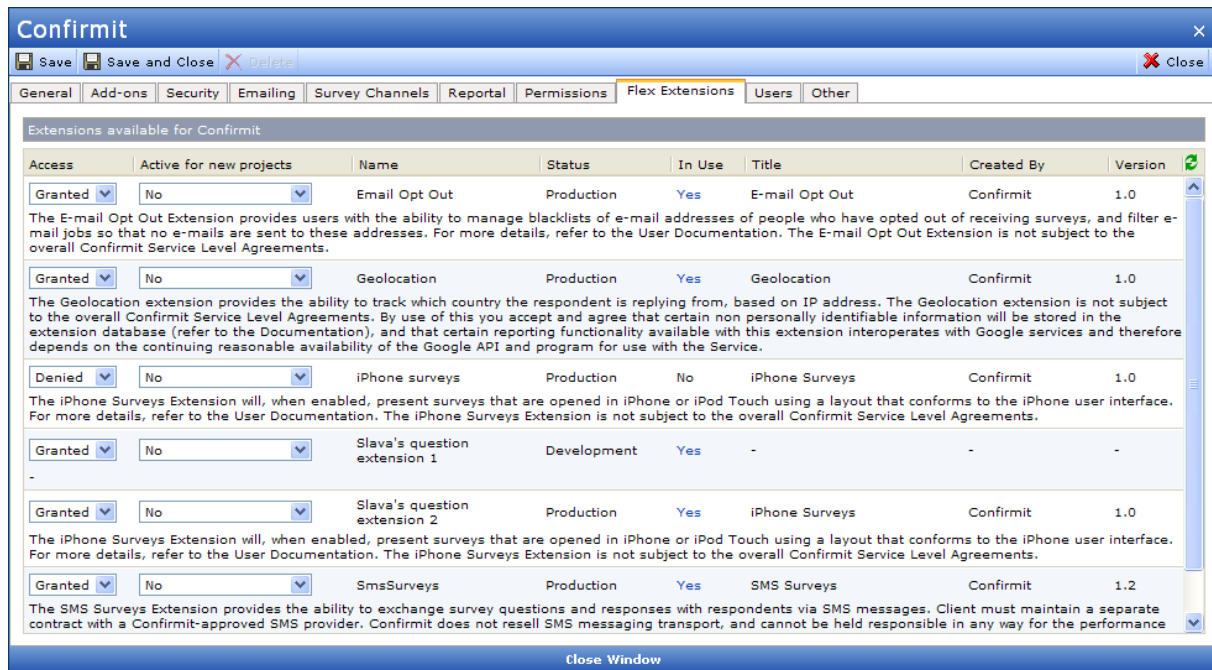 Confirmit
Save Save and Close Delete Close
General Add-ons Security Emailing Survey Channels Reportal Permissions Flex Extensions Users Other
Extensions available for Confirmit
Access Active for new projects Name Status In Use Title Created By Version
Granted No Email Opt Out Production Yes E-mail Opt Out Confirmit 1.0
The E-mail Opt Out Extension provides users with the ability to manage blacklists of e-mail addresses of people who have opted out of receiving surveys, and filter e-
mail jobs so that no e-mails are sent to these addresses. For more details, refer to the User Documentation. The E-mail Opt Out Extension is not subject to the
overall Confirmit Service Level Agreements.
Granted No Geolocation Production Yes Geolocation Confirmit 1.0
The Geolocation extension provides the ability to track which country the respondent is replying from, based on IP address. The Geolocation extension is not subject
to the overall Confirmit Service Level Agreements. By use of this you accept and agree that certain non personally identifiable information will be stored in the
extension database (refer to the Documentation), and that certain reporting functionality available with this extension interoperates with Google services and therefore
depends on the continuing reasonable availability of the Google API and program for use with the Service.
Denied No iPhone surveys Production No iPhone Surveys Confirmit 1.0
The iPhone Surveys Extension will, when enabled, present surveys that are opened in iPhone or iPod Touch using a layout that conforms to the iPhone user interface.
For more details, refer to the User Documentation. The iPhone Surveys Extension is not subject to the overall Confirmit Service Level Agreements.
Granted No Slava's question
extension 1 Development Yes - - -
-
Granted No Slava's question
extension 2 Production Yes iPhone Surveys Confirmit 1.0
The iPhone Surveys Extension will, when enabled, present surveys that are opened in iPhone or iPod Touch using a layout that conforms to the iPhone user interface.
For more details, refer to the User Documentation. The iPhone Surveys Extension is not subject to the overall Confirmit Service Level Agreements.
Granted No SmsSurveys Production Yes SMS Surveys Confirmit 1.2
The SMS Surveys Extension provides the ability to exchange survey questions and responses with respondents via SMS messages. Client must maintain a separate
contract with a Confirmit-approved SMS provider. Confirmit does not resell SMS messaging transport, and cannot be held responsible in any way for the performance
Close Window